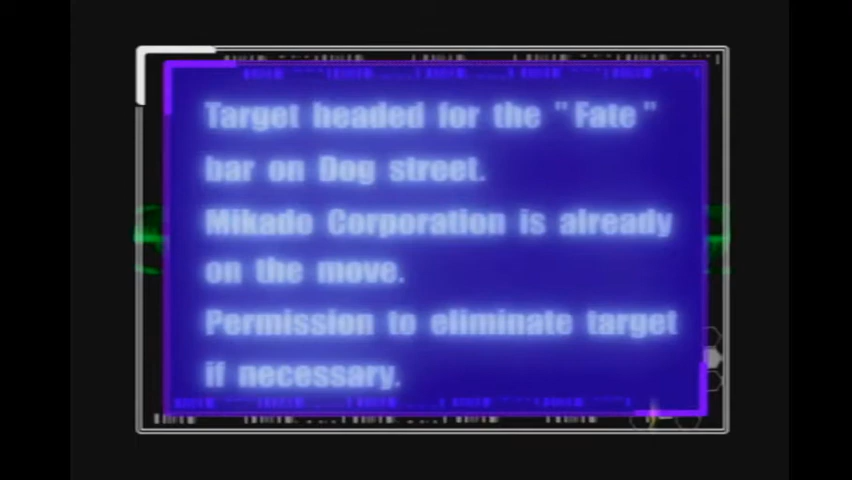 Target headed for the "Fate"
bar on Dog street.
Mikado Corporation is already
on the move.
Permission to eliminate target
if necessary.